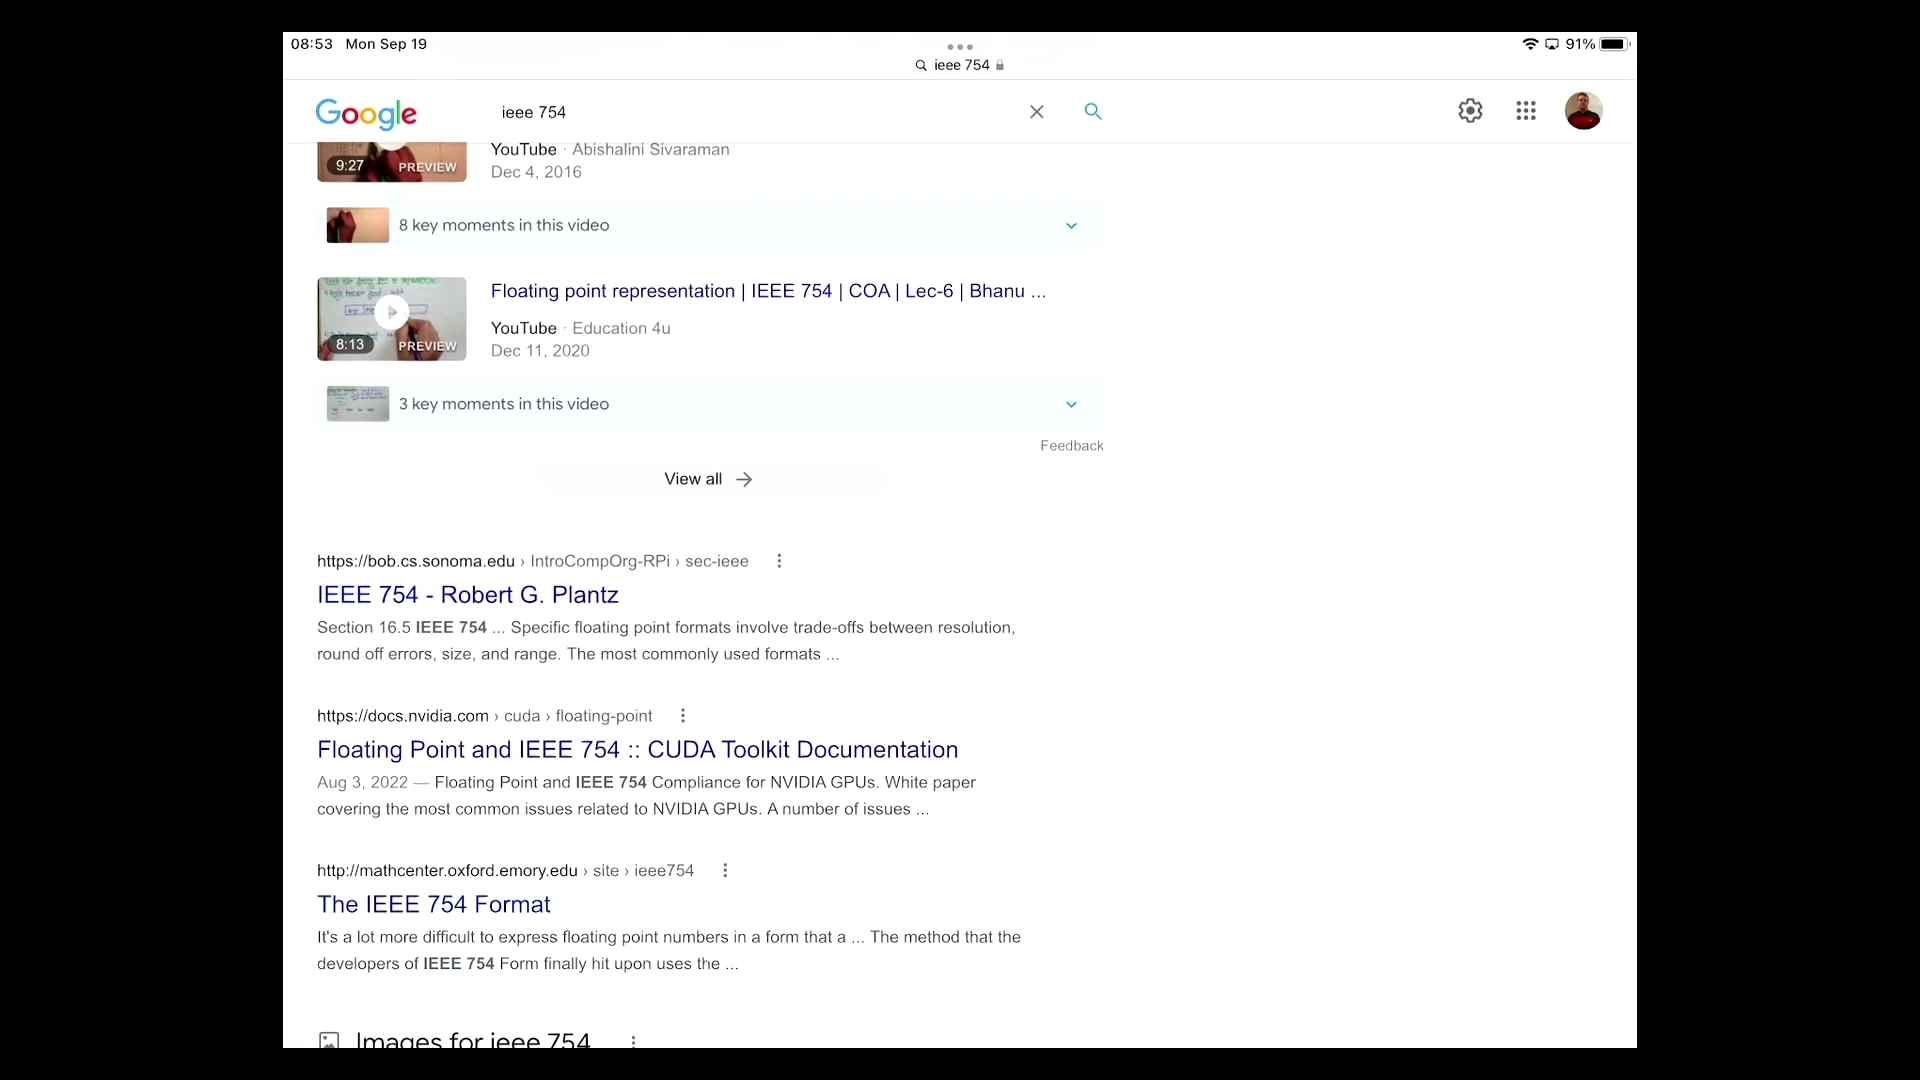 08:53 Mon Sep 19
91%
ieee 754
Google
ieee 754
9:27
PREVIEW
YouTube · Abishalini Sivaraman
Dec 4, 2016
8 key moments in this video
Floating point representation | IEEE 754 | COA | Lec-6 | Bhanu ...
8:13
PREVIEW
YouTube · Education 4u
Dec 11, 2020
3 key moments in this video
Feedback
View all
https://bob.cs.sonoma.edu › IntroCompOrg-RPi › sec-ieee
IEEE 754 - Robert G. Plantz
Section 16.5 IEEE 754 ... Specific floating point formats involve trade-offs between resolution,
round off errors, size, and range. The most commonly used formats ...
https://docs.nvidia.com › cuda › floating-point
Floating Point and IEEE 754 :: CUDA Toolkit Documentation
Aug 3, 2022 — Floating Point and IEEE 754 Compliance for NVIDIA GPUs. White paper
covering the most common issues related to NVIDIA GPUs. A number of issues ...
http://mathcenter.oxford.emory.edu › site › ieee754
The IEEE 754 Format
It's a lot more difficult to express floating point numbers in a form that a ... The method that the
developers of IEEE 754 Form finally hit upon uses the ...
Images for ieee 754